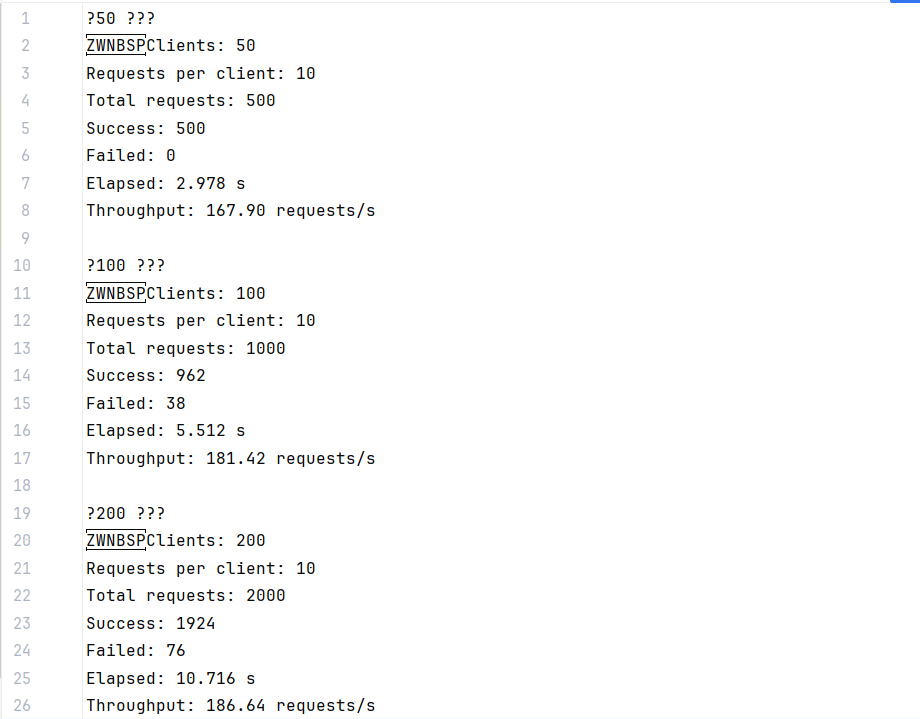 1 ?50 ???
2 ZWNBSPClients: 50
3 Requests per client: 10
4 Total requests: 500
5 Success: 500
6 Failed: 0
7 Elapsed: 2.978 s
8 Throughput: 167.90 requests/s
9
10 ?100 ???
11 ZWNBSPClients: 100
12 Requests per client: 10
13 Total requests: 1000
14 Success: 962
15 Failed: 38
16 Elapsed: 5.512 s
17 Throughput: 181.42 requests/s
18
19 ?200 ???
20 ZWNBSPClients: 200
21 Requests per client: 10
22 Total requests: 2000
23 Success: 1924
24 Failed: 76
25 Elapsed: 10.716 s
26 Throughput: 186.64 requests/s